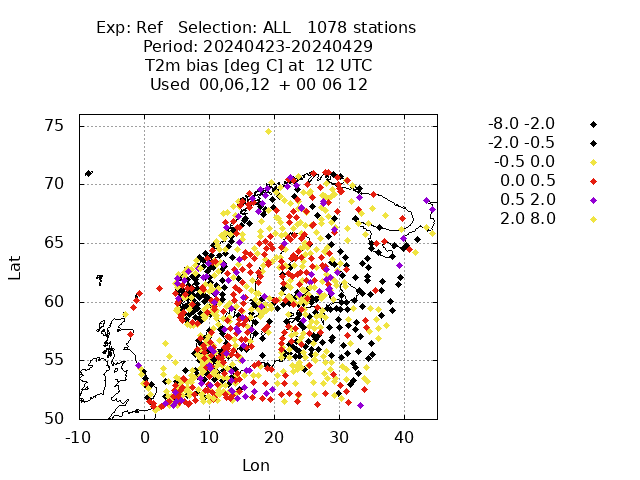 Exp: Ref   Selection: ALL   1078 stations
Period: 20240423-20240429
T2m bias [deg C] at  12 UTC
Used  00,06,12  + 00 06 12
-8.0 -2.0
-2.0 -0.5
-0.5 0.0
0.0 0.5
0.5 2.0
2.0 8.0
75
70
65
60
55
50
Lat
-10 0 10 20 30 40
Lon